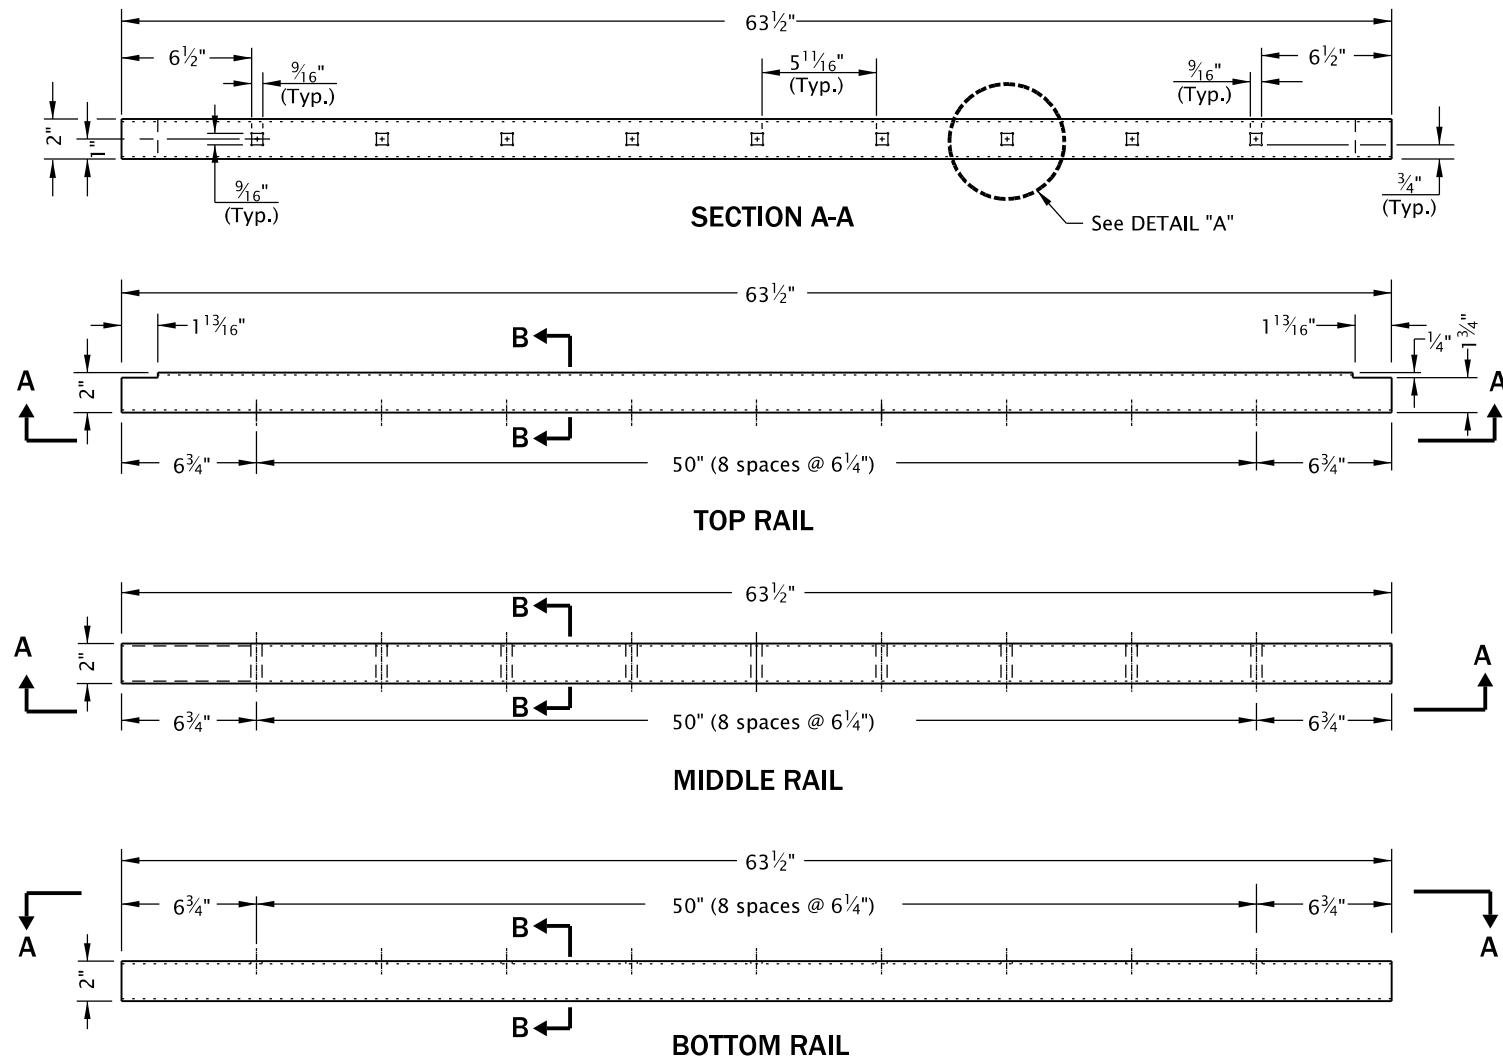 63½"
6½"
9⁄16"
(Typ.)
5 11⁄16"
(Typ.)
9⁄16"
(Typ.)
6½"
2"
1"
9⁄16"
(Typ.)
¾"
(Typ.)
SECTION A-A
See DETAIL "A"
63½"
1 13⁄16"
B
1 13⁄16"
¼"
1¾"
A
2"
A
B
6¾"
50" (8 spaces @ 6¼")
6¾"
TOP RAIL
63½"
B
A
2"
A
B
6¾"
50" (8 spaces @ 6¼")
6¾"
MIDDLE RAIL
63½"
6¾"
50" (8 spaces @ 6¼")
6¾"
B
A
A
2"
B
BOTTOM RAIL